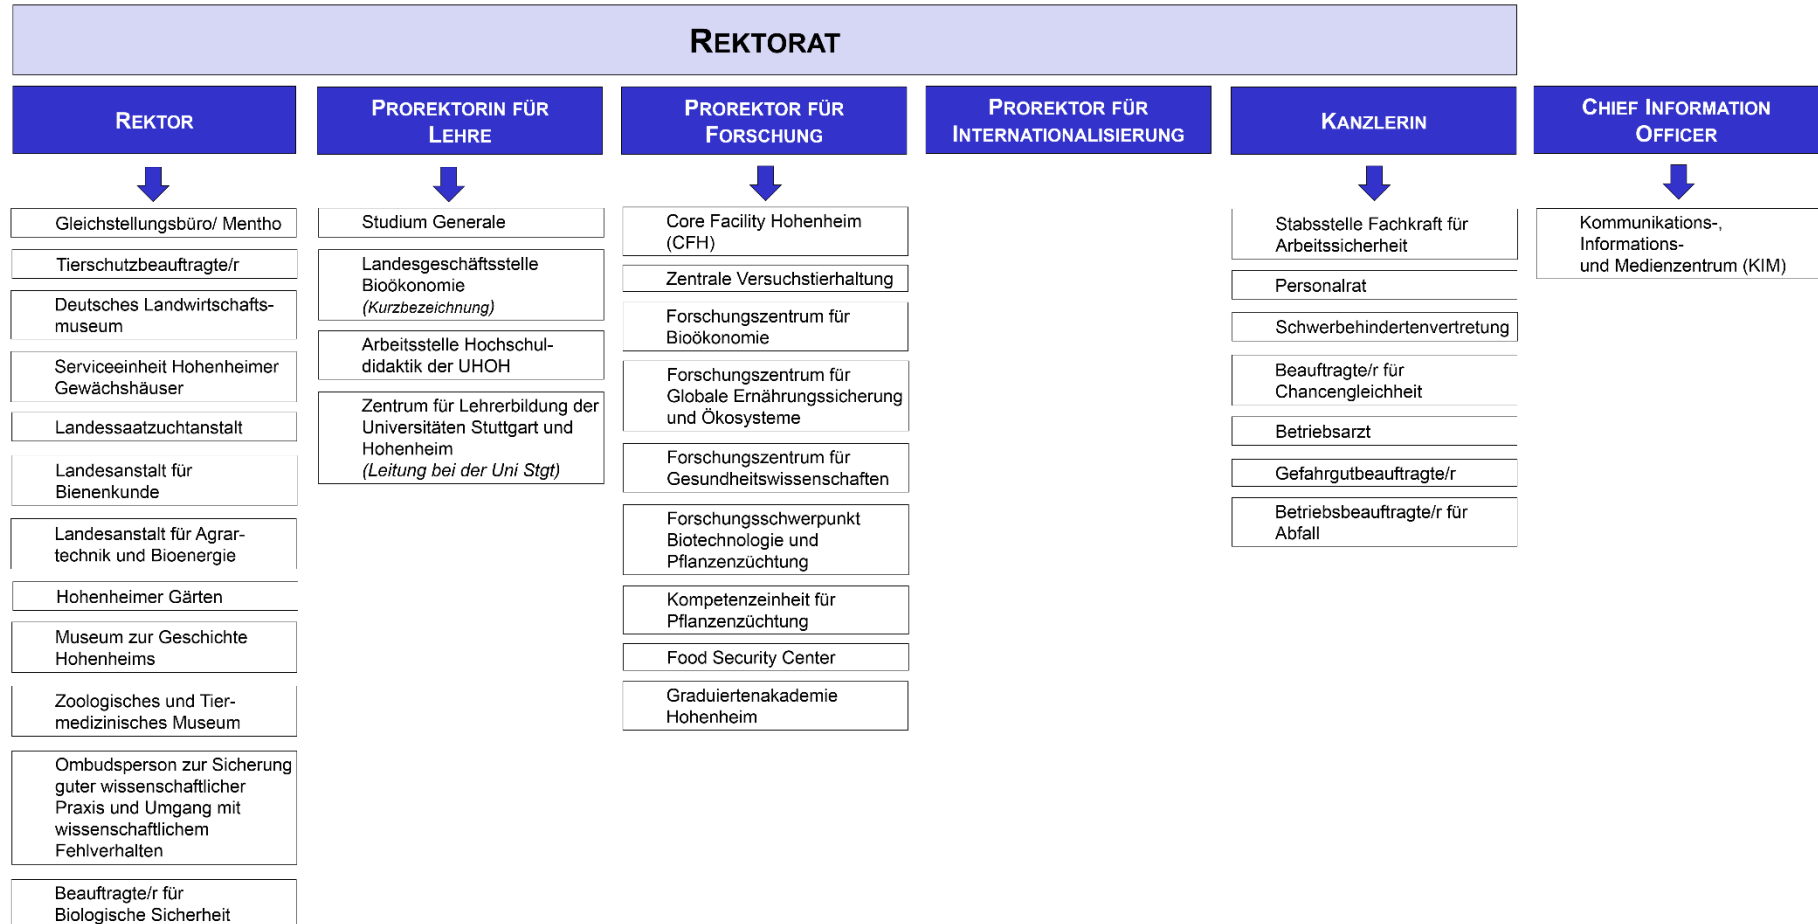 REKTORAT
REKTOR
Gleichstellungsbüro/ Mentho
Tierschutzbeauftragte/r
Deutsches Landwirtschafts-
museum
Serviceeinheit Hohenheimer
Gewächshäuser
Landessaatzuchtanstalt
Landesanstalt für
Bienenkunde
Landesanstalt für Agrar-
technik und Bioenergie
Hohenheimer Gärten
Museum zur Geschichte
Hohenheims
Zoologisches und Tier-
medizinisches Museum
Ombudsperson zur Sicherung
guter wissenschaftlicher
Praxis und Umgang mit
wissenschaftlichem
Fehlverhalten
Beauftragte/r für
Biologische Sicherheit
PROREKTORIN FÜR
LEHRE
Studium Generale
Landesgeschäftsstelle
Bioökonomie
(Kurzbezeichnung)
Arbeitsstelle Hochschul-
didaktik der UHOH
Zentrum für Lehrerbildung der
Universitäten Stuttgart und
Hohenheim
(Leitung bei der Uni Stgt)
PROREKTOR FÜR
FORSCHUNG
Core Facility Hohenheim
(CFH)
Zentrale Versuchstierhaltung
Forschungszentrum für
Bioökonomie
Forschungszentrum für
Globale Ernährungssicherung
und Ökosysteme
Forschungszentrum für
Gesundheitswissenschaften
Forschungsschwerpunkt
Biotechnologie und
Pflanzenzüchtung
Kompetenzeinheit für
Pflanzenzüchtung
Food Security Center
Graduiertenakademie
Hohenheim
PROREKTOR FÜR
INTERNATIONALISIERUNG
KANZLERIN
Stabsstelle Fachkraft für
Arbeitssicherheit
Personalrat
Schwerbehindertenvertretung
Beauftragte/r für
Chancengleichheit
Betriebsarzt
Gefahrgutbeauftragte/r
Betriebsbeauftragte/r für
Abfall
CHIEF INFORMATION
OFFICER
Kommunikations-,
Informations-
und Medienzentrum (KIM)